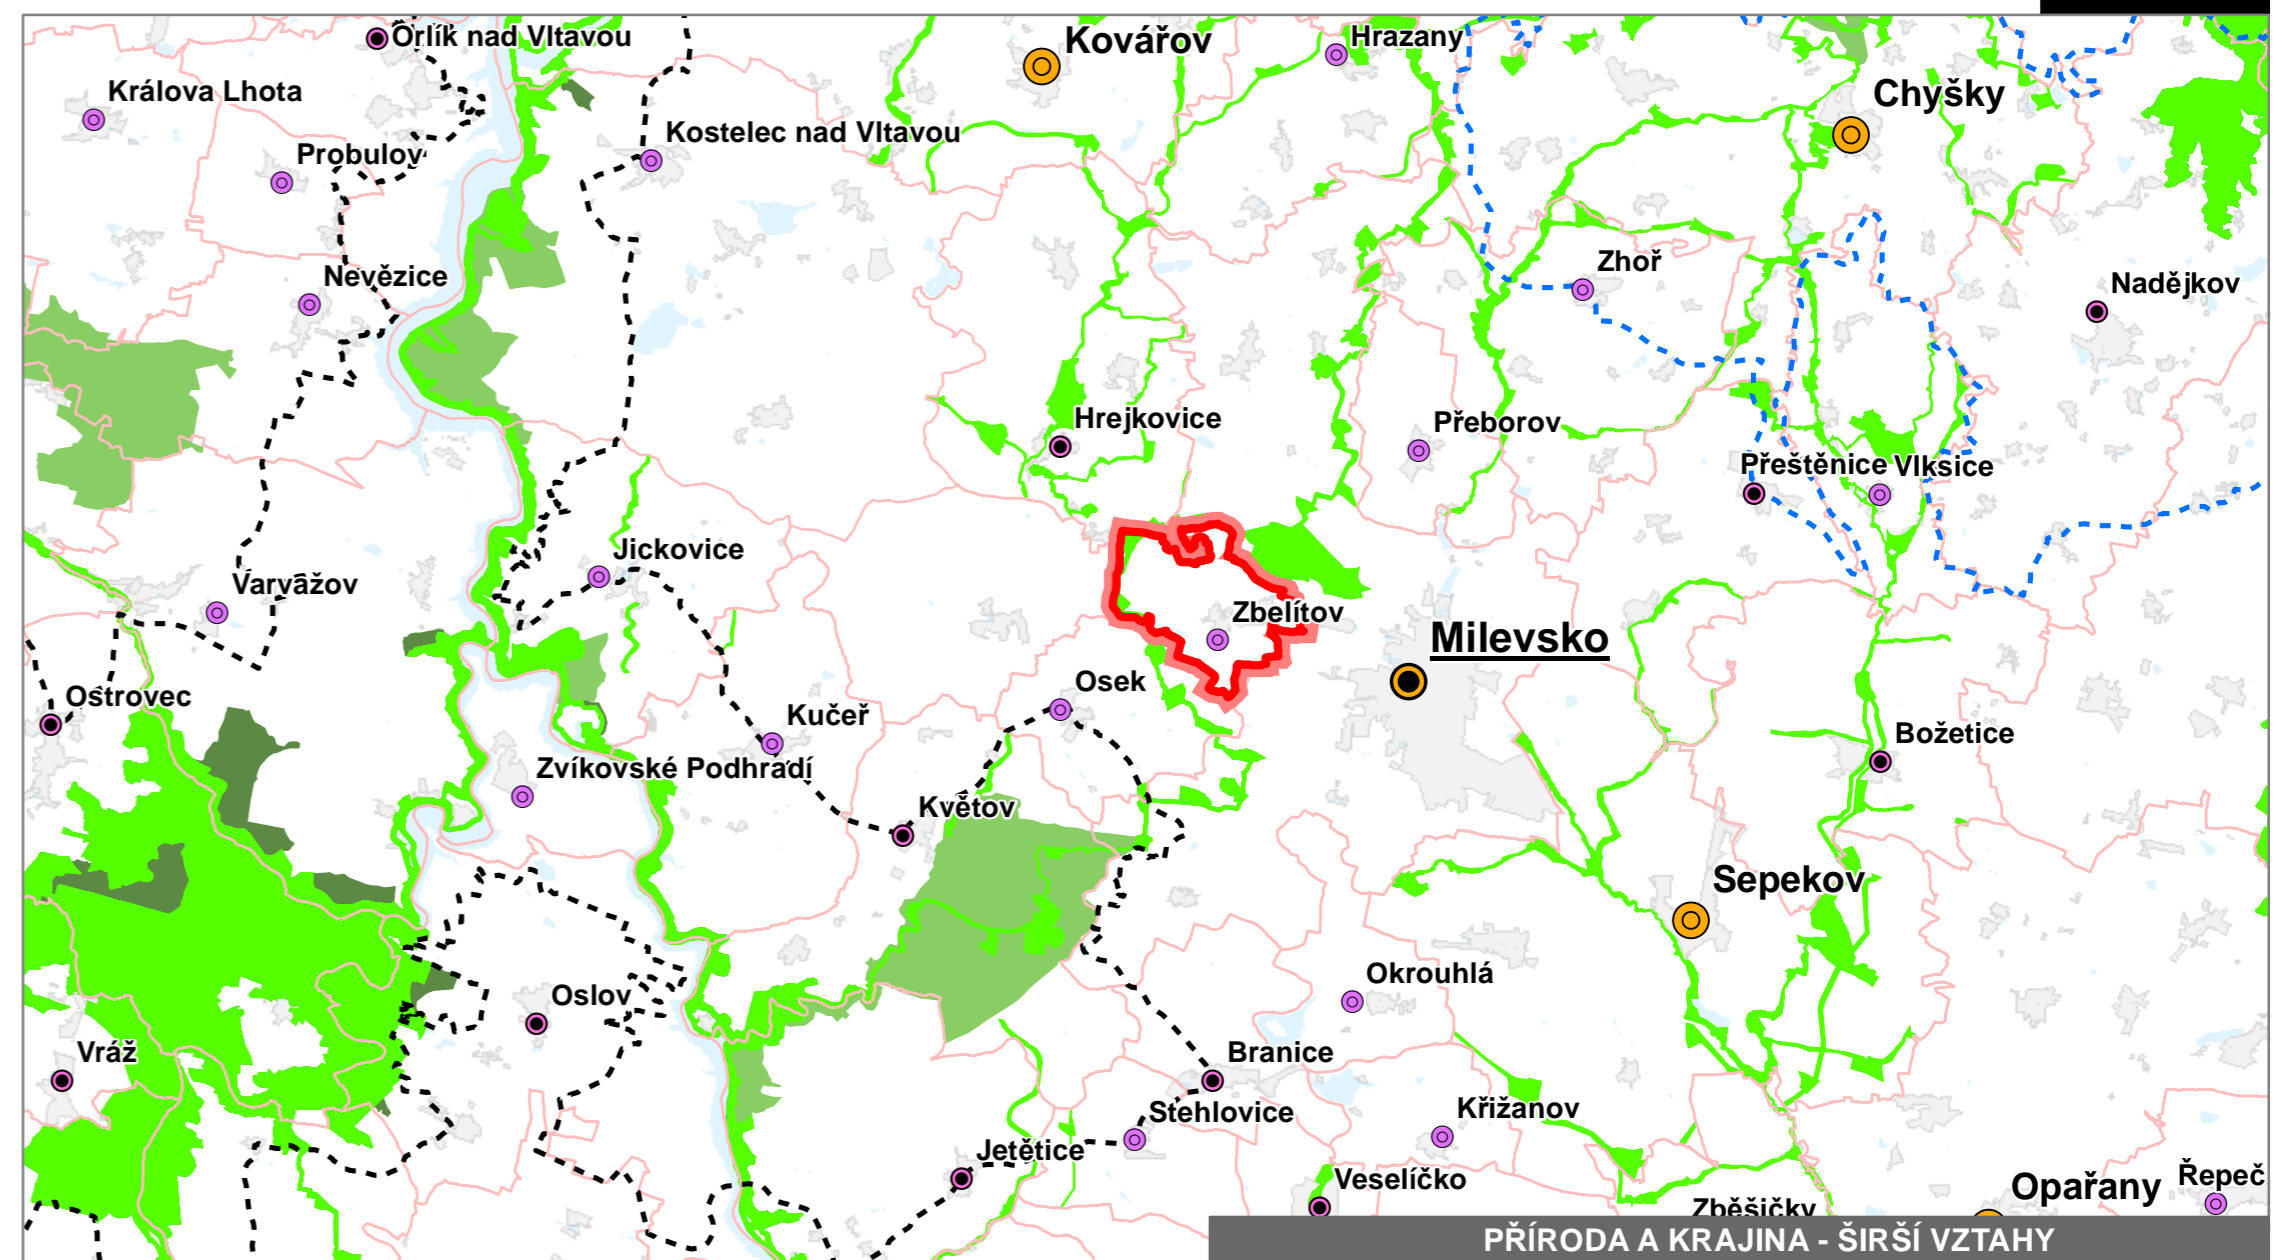 Orlík nad Vltavou
Kovářov
Hrazany
Králova Lhota
Chyšky
Kostelec nad Vltavou
Probulov
Nevězice
Zhoř
Nadějkov
Hrejkovice
Přeborov
Přeštěnice
Vlksice
Jickovice
Varvažov
Zbelítov
Milevsko
Ostrovec
Osek
Kučeř
Božetice
Zvíkovské Podhradí
Květov
Sepekov
Okrouhlá
Oslov
Vráž
Branice
Stehlovice
Křižanov
Jetětice
Veselíčko
Opařany
Řepeč
Zběšičky
PŘÍRODA A KRAJINA - ŠIRŠÍ VZTAHY